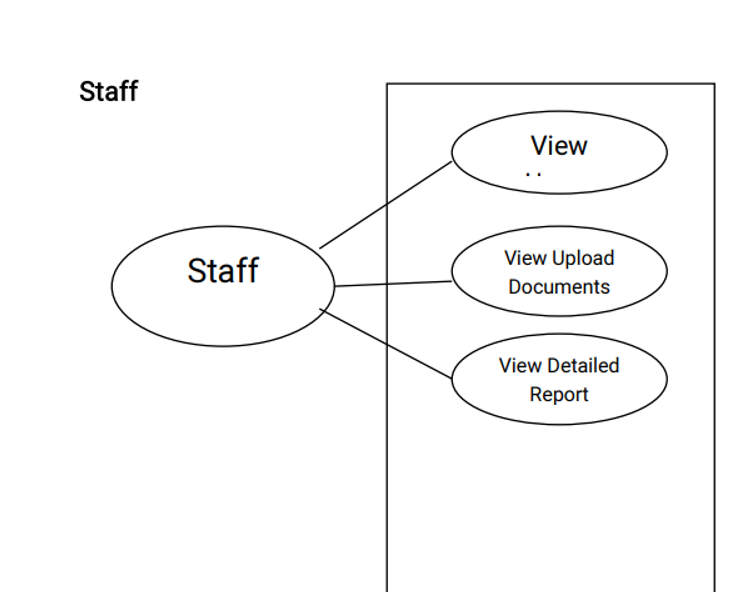 Staff
View
Staff
View Upload
Documents
View Detailed
Report